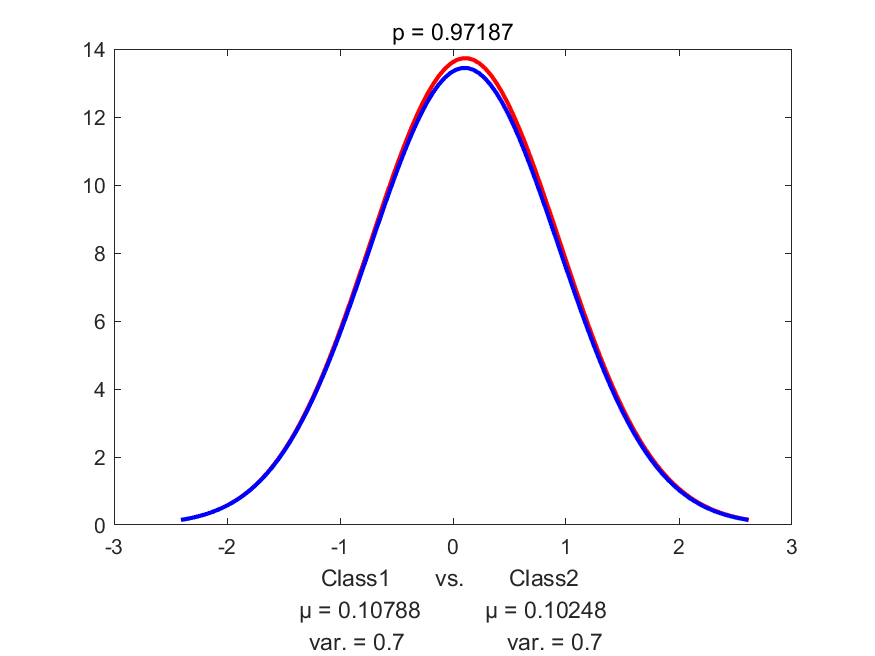 p = 0.97187
14
12
10
8
6
4
2
0
-3 -2 -1 0 1 2 3
Class1 vs. Class2
μ = 0.10788 μ = 0.10248
var. = 0.7 var. = 0.7